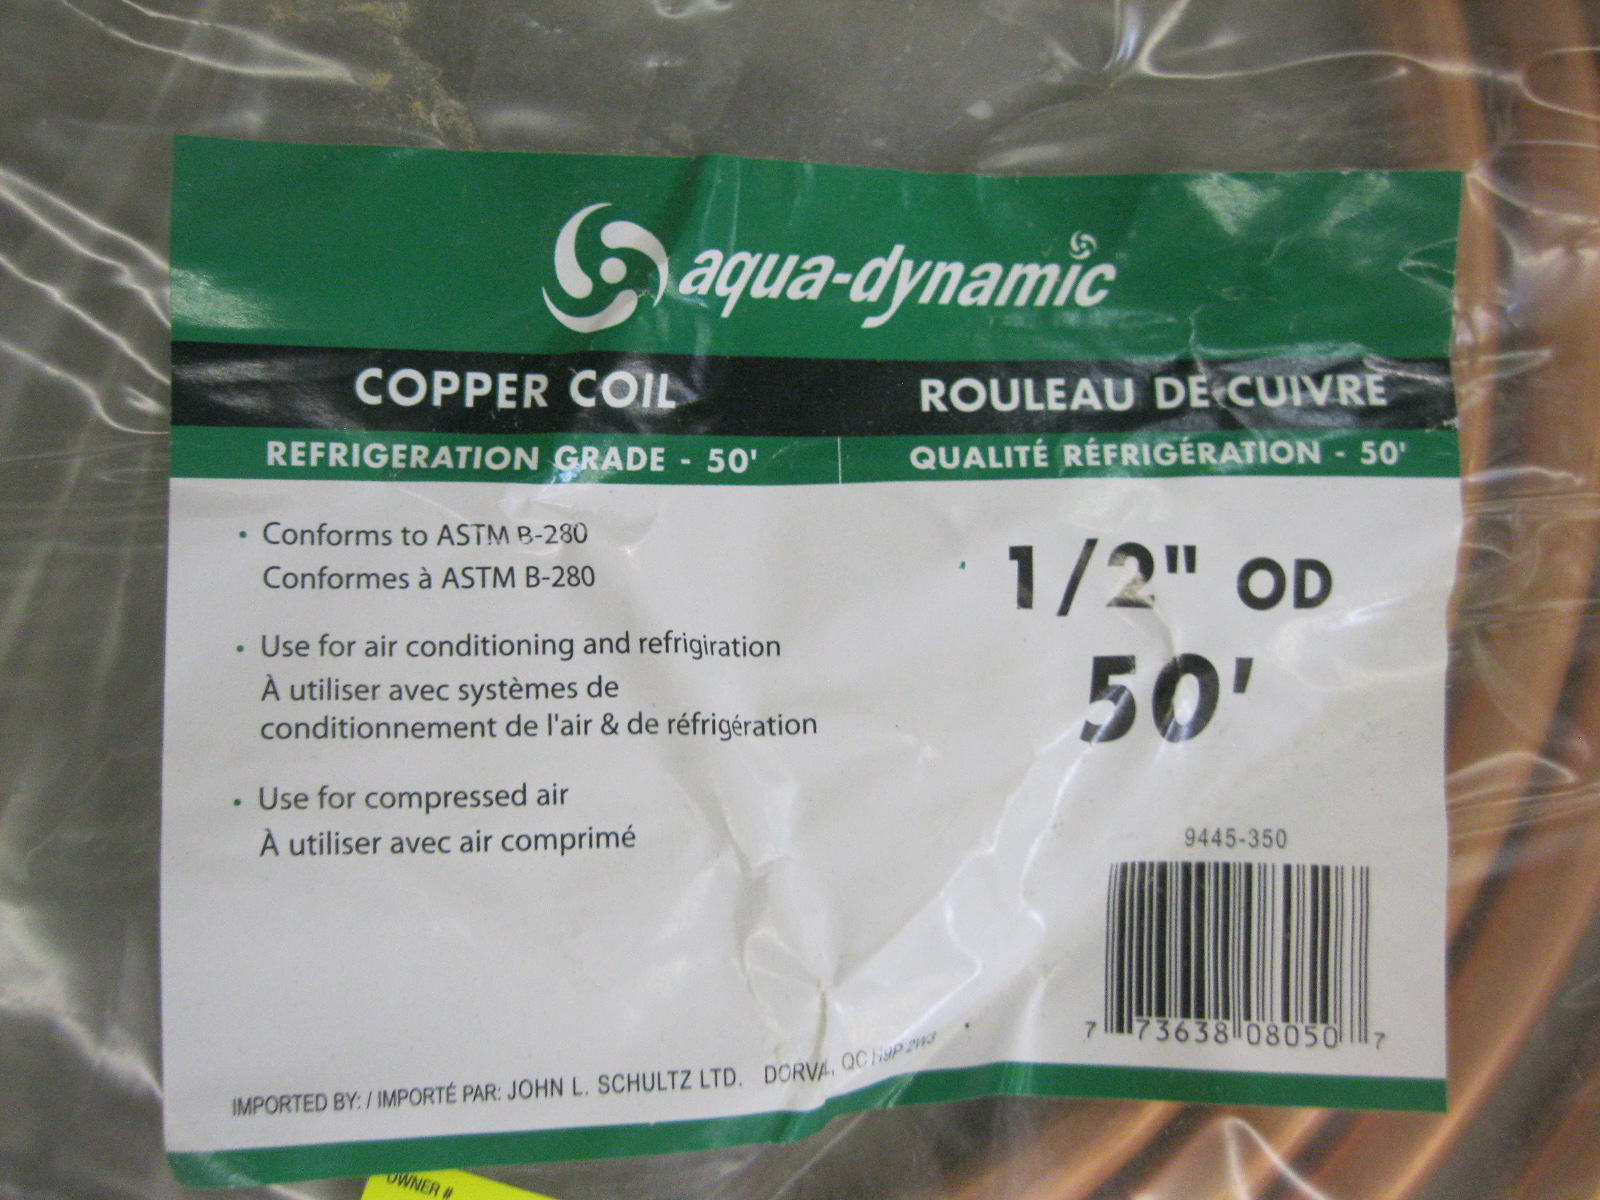 aqua-dynamic
COPPER COIL
ROULEAU DE CUIVRE
REFRIGERATION GRADE - 50'
QUALITÉ RÉFRIGÉRATION - 50'
• Conforms to ASTM B-280
Conformes à ASTM B-280
• Use for air conditioning and refrigiration
À utiliser avec systèmes de
conditionnement de l'air & de réfrigération
• Use for compressed air
À utiliser avec air comprimé
1/2" OD
50'
9445-350
7 73638 08050 7
IMPORTED BY: / IMPORTÉ PAR: JOHN L. SCHULTZ LTD. DORVAL, QC H9P 2W3
OWNER #